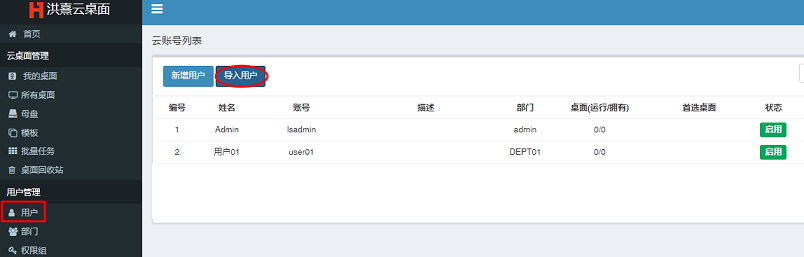 洪熹云桌面
首页
云桌面管理
我的桌面
所有桌面
母盘
模板
批量任务
桌面回收站
用户管理
用户
部门
权限组
云账号列表
新增用户 导入用户
编号 姓名 账号 描述 部门 桌面(运行/拥有) 首选桌面 状态
1 Admin lsadmin admin 0/0 启用
2 用户01 user01 DEPT01 0/0 启用